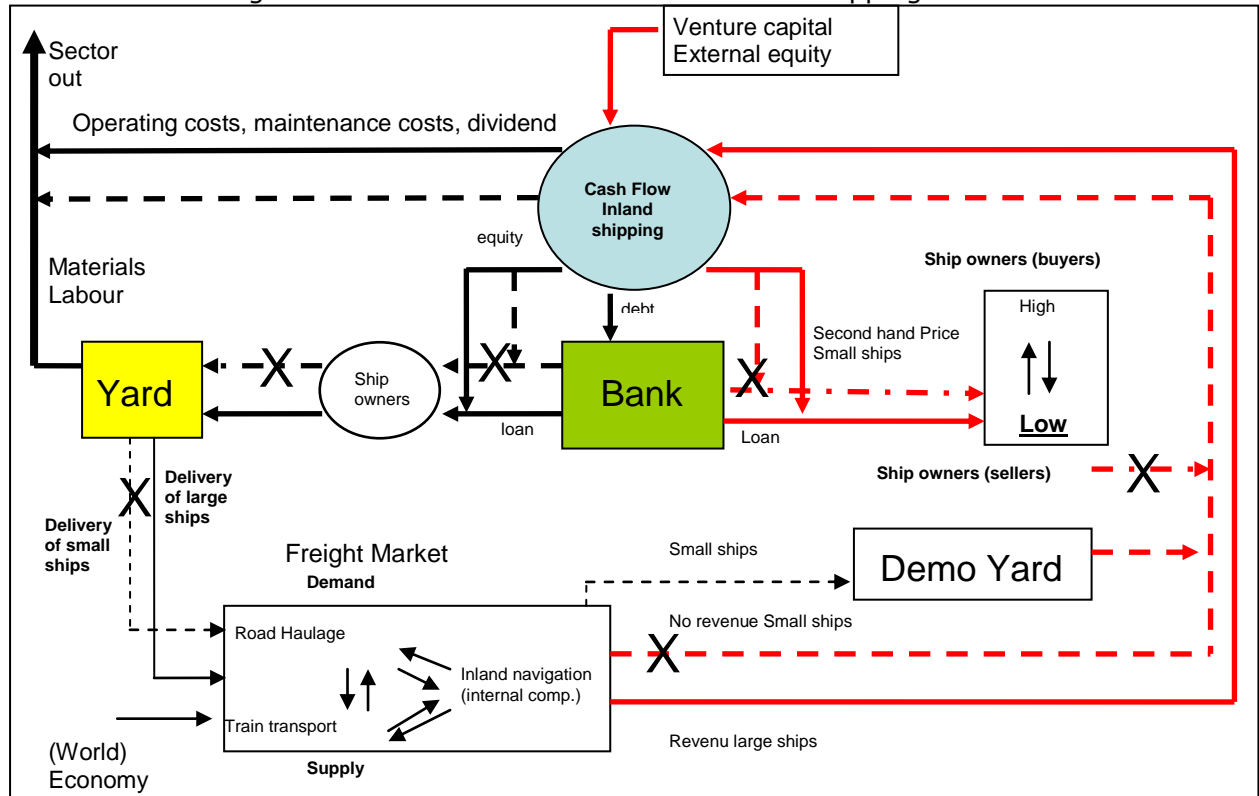 Venture capital
External equity
Sector
out
Operating costs, maintenance costs, dividend
Cash Flow
Inland
shipping
equity
Materials
Labour
debt
Ship owners (buyers)
High
Second hand Price
Small ships
Yard
X
Ship
owners
X
Bank
X
Low
loan
Loan
Ship owners (sellers)
X
Delivery
of large
ships
X
Delivery
of small
ships
Freight Market
Demand
Small ships
Demo Yard
No revenue Small ships
X
Road Haulage
Inland navigation
(internal comp.)
Train transport
(World)
Economy
Supply
Revenu large ships